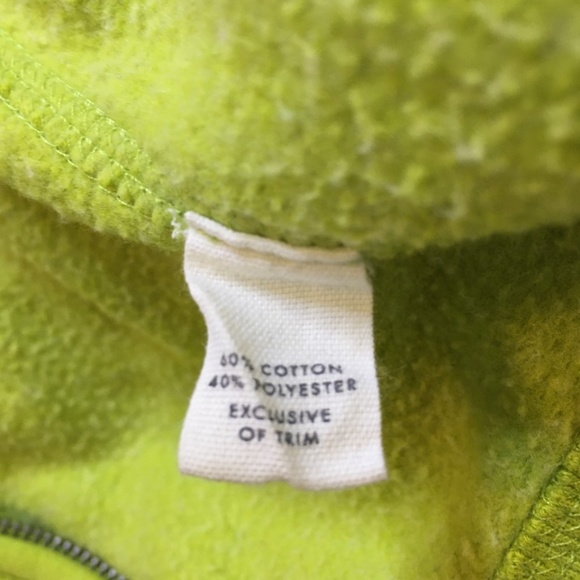 60% COTTON
40% POLYESTER
EXCLUSIVE
OF TRIM